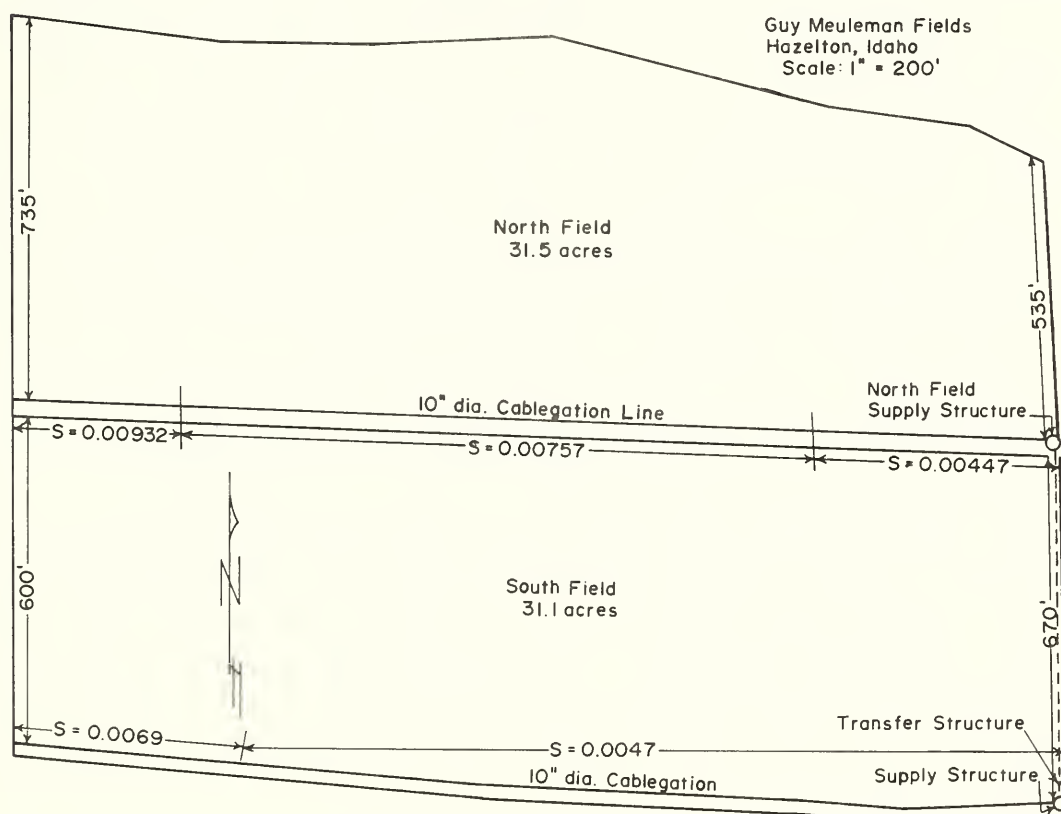 Guy Meuleman Fields
Hazelton, Idaho
Scale: 1" = 200'
735'
North Field
31.5 acres
535'
10" dia. Cablegation Line
North Field
Supply Structure
S = 0.00932
S = 0.00757
S = 0.00447
N
600'
South Field
31.1 acres
670'
S = 0.0069
S = 0.0047
Transfer Structure
10" dia. Cablegation
Supply Structure